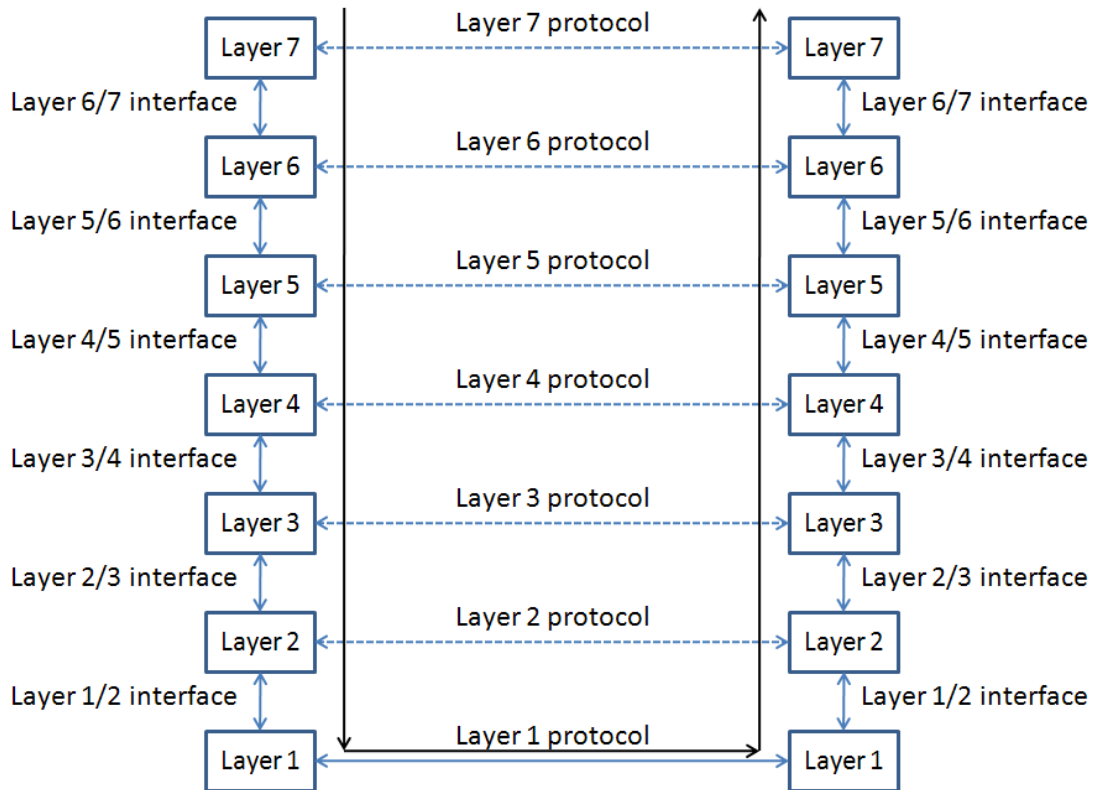 Layer 7 protocol
Layer 7
Layer 7
Layer 6/7 interface
Layer 6/7 interface
Layer 6 protocol
Layer 6
Layer 6
Layer 5/6 interface
Layer 5/6 interface
Layer 5 protocol
Layer 5
Layer 5
Layer 4/5 interface
Layer 4/5 interface
Layer 4 protocol
Layer 4
Layer 4
Layer 3/4 interface
Layer 3/4 interface
Layer 3 protocol
Layer 3
Layer 3
Layer 2/3 interface
Layer 2/3 interface
Layer 2 protocol
Layer 2
Layer 2
Layer 1/2 interface
Layer 1/2 interface
Layer 1 protocol
Layer 1
Layer 1